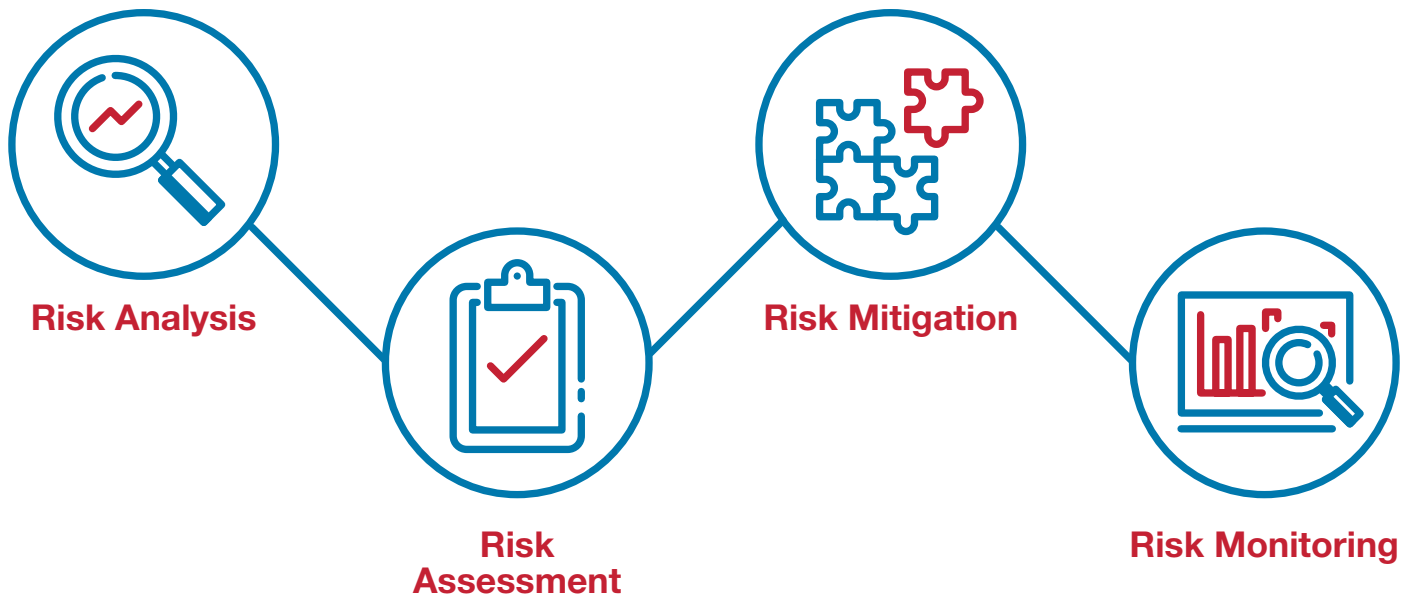 Risk Analysis
Risk
Assessment
Risk Mitigation
Risk Monitoring